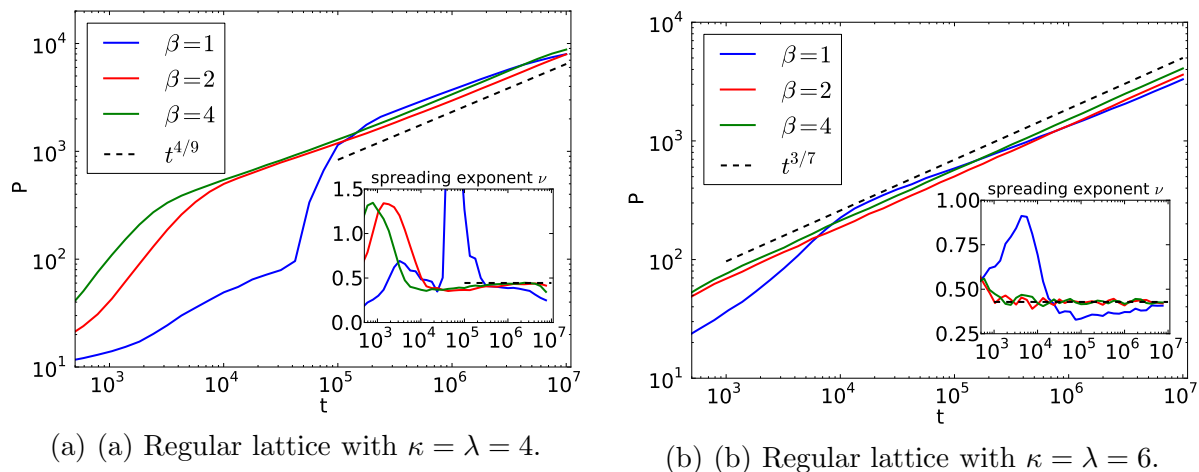 10^4
10^3
10^2
10^1
P
β=1
β=2
β=4
t^{4/9}
spreading exponent ν
1.5
1.0
0.5
0.0
10^3 10^4 10^5 10^6 10^7
10^3 10^4 10^5 10^6 10^7
t
(a) (a) Regular lattice with κ = λ = 4.
10^5
10^4
10^3
10^2
10^1
P
β=1
β=2
β=4
t^{3/7}
spreading exponent ν
1.00
0.75
0.50
0.25
10^3 10^4 10^5 10^6 10^7
10^3 10^4 10^5 10^6 10^7
t
(b) (b) Regular lattice with κ = λ = 6.